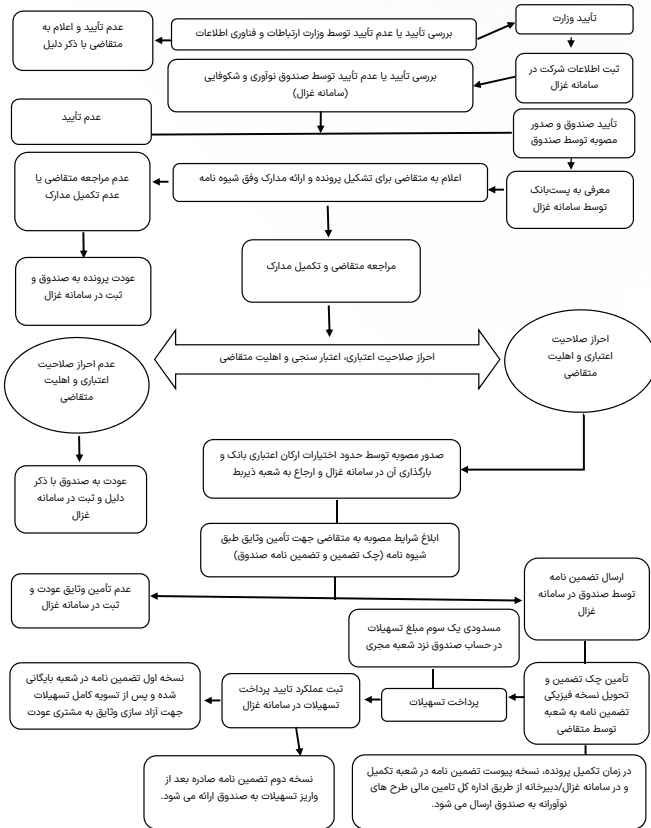 تأیید وزارت
بررسی تأیید یا عدم تأیید توسط وزارت ارتباطات و فناوری اطلاعات
عدم تأیید و اعلام به
متقاضی با ذکر دلیل
ثبت اطلاعات شرکت در
سامانه غزال
بررسی تأیید یا عدم تأیید توسط صندوق نوآوری و شکوفایی
(سامانه غزال)
عدم تأیید
تأیید صندوق و صدور
مصوبه توسط صندوق
معرفی به پست‌بانک
توسط سامانه غزال
اعلام به متقاضی برای تشکیل پرونده و ارائه مدارک وفق شیوه نامه
عدم مراجعه متقاضی یا
عدم تکمیل مدارک
مراجعه متقاضی و تکمیل مدارک
عودت پرونده به صندوق و
ثبت در سامانه غزال
احراز صلاحیت
اعتباری و اهلیت
متقاضی
احراز صلاحیت اعتباری، اعتبار سنجی و اهلیت متقاضی
عدم احراز صلاحیت
اعتباری و اهلیت
متقاضی
صدور مصوبه توسط حدود اختیارات ارکان اعتباری بانک و
بارگذاری آن در سامانه غزال و ارجاع به شعبه ذیربط
عودت به صندوق با ذکر
دلیل و ثبت در سامانه
غزال
ابلاغ شرایط مصوبه به متقاضی جهت تأمین وثایق طبق
شیوه نامه (چک تضمین و تضمین نامه صندوق)
ارسال تضمین نامه
توسط صندوق در سامانه
غزال
عدم تأمین وثایق عودت و
ثبت در سامانه غزال
مسدودی یک سوم مبلغ تسهیلات
در حساب صندوق نزد شعبه مجری
تأمین چک تضمین و
تحویل نسخه فیزیکی
تضمین نامه به شعبه
توسط متقاضی
پرداخت تسهیلات
ثبت عملکرد تایید پرداخت
تسهیلات در سامانه غزال
نسخه اول تضمین نامه در شعبه بایگانی
شده و پس از تسویه کامل تسهیلات
جهت آزاد سازی وثایق به مشتری عودت
در زمان تکمیل پرونده، نسخه پیوست تضمین نامه در شعبه تکمیل
و در سامانه غزال/دبیرخانه از طریق اداره کل تامین مالی طرح های
نوآورانه به صندوق ارسال می شود.
نسخه دوم تضمین نامه صادره بعد از
واریز تسهیلات به صندوق ارائه می شود.